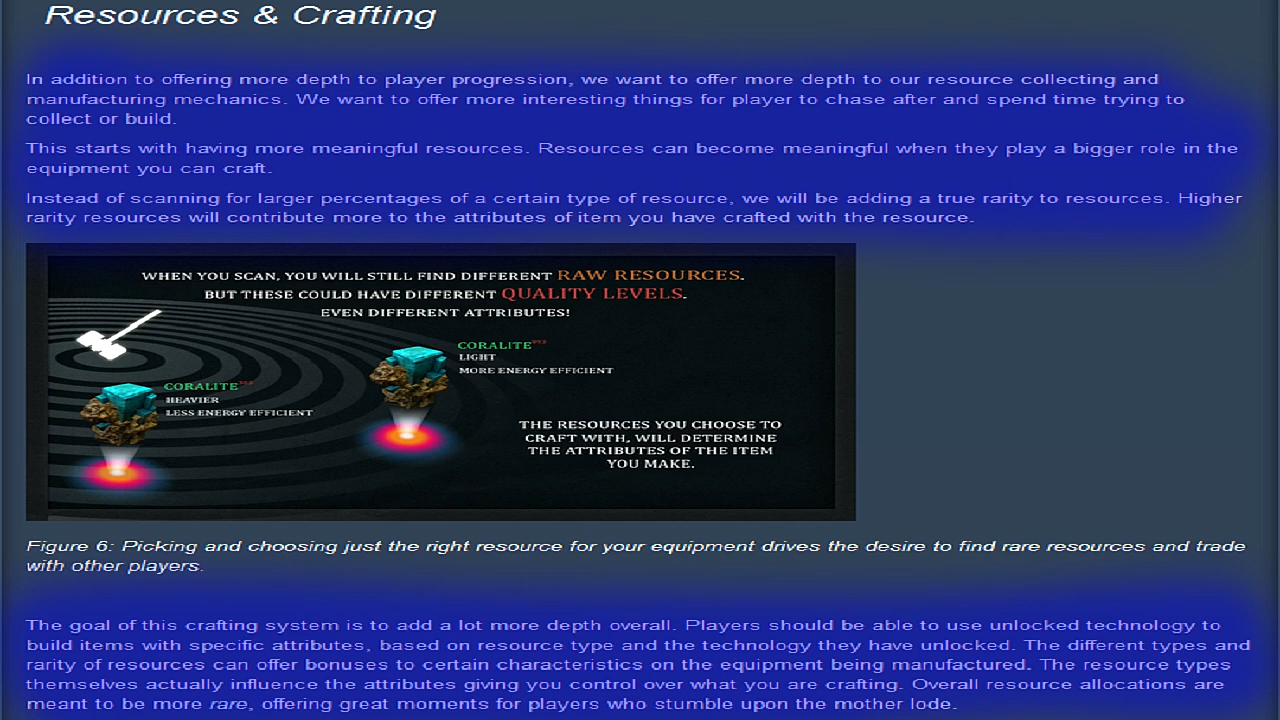 Resources & Crafting
In addition to offering more depth to player progression, we want to offer more depth to our resource collecting and
manufacturing mechanics. We want to offer more interesting things for player to chase after and spend time trying to
collect or build.
This starts with having more meaningful resources. Resources can become meaningful when they play a bigger role in the
equipment you can craft.
Instead of scanning for larger percentages of a certain type of resource, we will be adding a true rarity to resources. Higher
rarity resources will contribute more to the attributes of item you have crafted with the resource.
WHEN YOU SCAN, YOU WILL STILL FIND DIFFERENT RAW RESOURCES.
BUT THESE COULD HAVE DIFFERENT QUALITY LEVELS.
EVEN DIFFERENT ATTRIBUTES!
CORALITE
LIGHT
MORE ENERGY EFFICIENT
CORALITE
HEAVIER
LESS ENERGY EFFICIENT
THE RESOURCES YOU CHOOSE TO
CRAFT WITH, WILL DETERMINE
THE ATTRIBUTES OF THE ITEM
YOU MAKE.
Figure 6: Picking and choosing just the right resource for your equipment drives the desire to find rare resources and trade
with other players.
The goal of this crafting system is to add a lot more depth overall. Players should be able to use unlocked technology to
build items with specific attributes, based on resource type and the technology they have unlocked. The different types and
rarity of resources can offer bonuses to certain characteristics on the equipment being manufactured. The resource types
themselves actually influence the attributes giving you control over what you are crafting. Overall resource allocations are
meant to be more rare, offering great moments for players who stumble upon the mother lode.